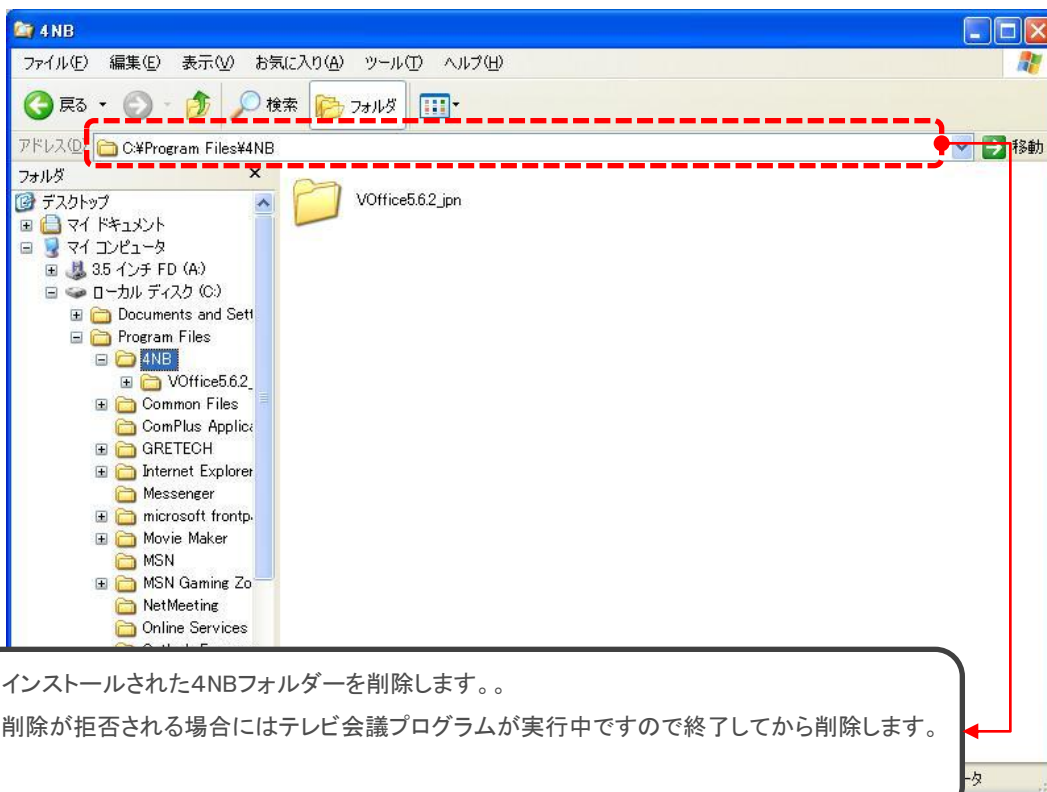 4NB
ファイル(F) 編集(E) 表示(V) お気に入り(A) ツール(T) ヘルプ(H)
戻る 検索 フォルダ
アドレス(D) C:¥Program Files¥4NB 移動
フォルダ
VOffice5.6.2_jpn
デスクトップ
マイ ドキュメント
マイ コンピュータ
3.5 インチ FD (A:)
ローカル ディスク (C:)
Documents and Sett
Program Files
4NB
VOffice5.6.2_
Common Files
ComPlus Applica
GRETECH
Internet Explorer
Messenger
microsoft frontp
Movie Maker
MSN
MSN Gaming Zo
NetMeeting
Online Services
インストールされた4NBフォルダーを削除します。。
削除が拒否される場合にはテレビ会議プログラムが実行中ですので終了してから削除します。
ータ